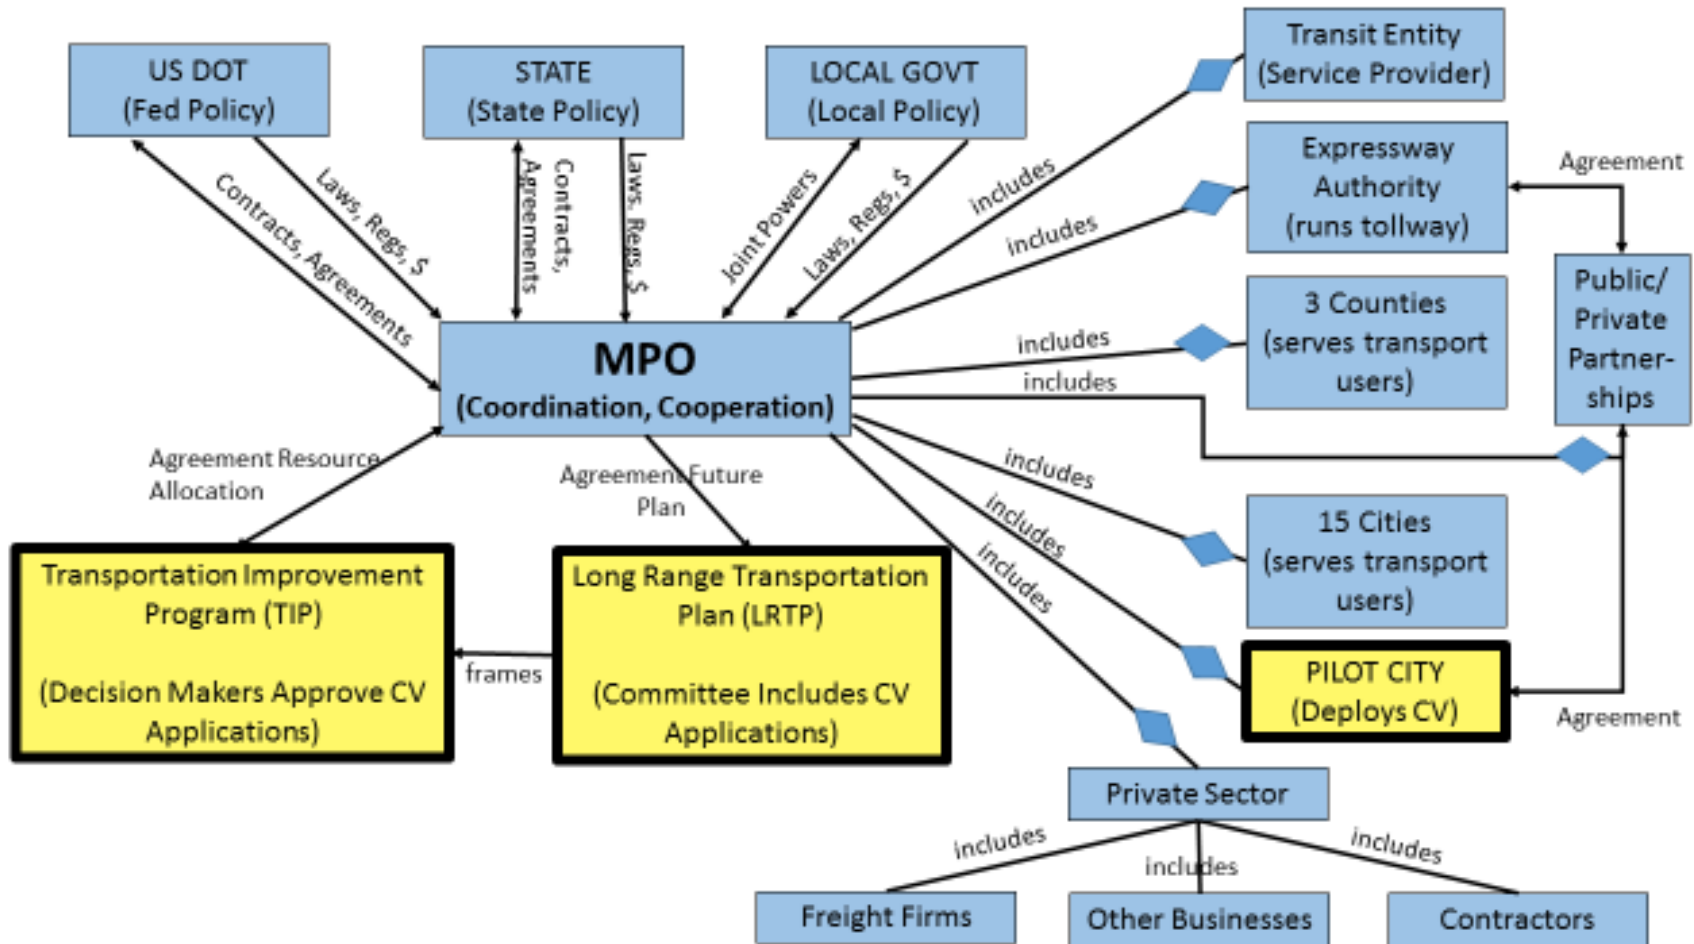 US DOT
(Fed Policy)
STATE
(State Policy)
LOCAL GOVT
(Local Policy)
Transit Entity
(Service Provider)
Expressway
Authority
(runs tollway)
Agreement
Public/
Private
Partner-
ships
3 Counties
(serves transport
users)
Contracts, Agreements
Laws, Regs, $
Contracts,
Agreements
Laws. Regs, $
Joint Powers
Laws, Regs, $
includes
includes
includes
includes
MPO
(Coordination, Cooperation)
Agreement Resource
Allocation
Agreement Future
Plan
includes
includes
includes
15 Cities
(serves transport
users)
Transportation Improvement
Program (TIP)
(Decision Makers Approve CV
Applications)
frames
Long Range Transportation
Plan (LRTP)
(Committee Includes CV
Applications)
PILOT CITY
(Deploys CV)
Agreement
Private Sector
includes
includes
includes
Freight Firms
Other Businesses
Contractors